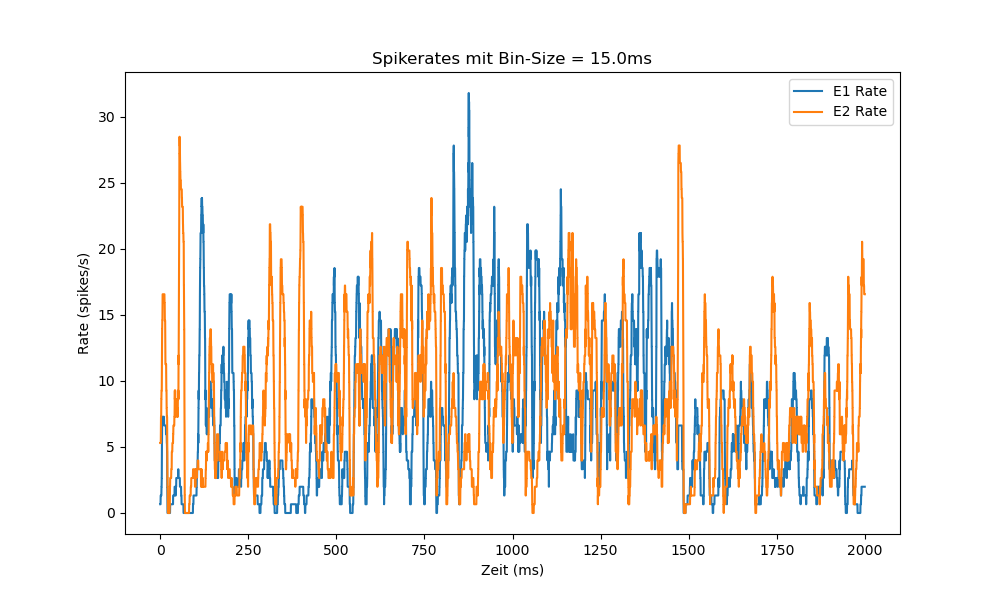 Spikerates mit Bin-Size = 15.0ms
E1 Rate
E2 Rate
Rate (spikes/s)
30
25
20
15
10
5
0
0 250 500 750 1000 1250 1500 1750 2000
Zeit (ms)